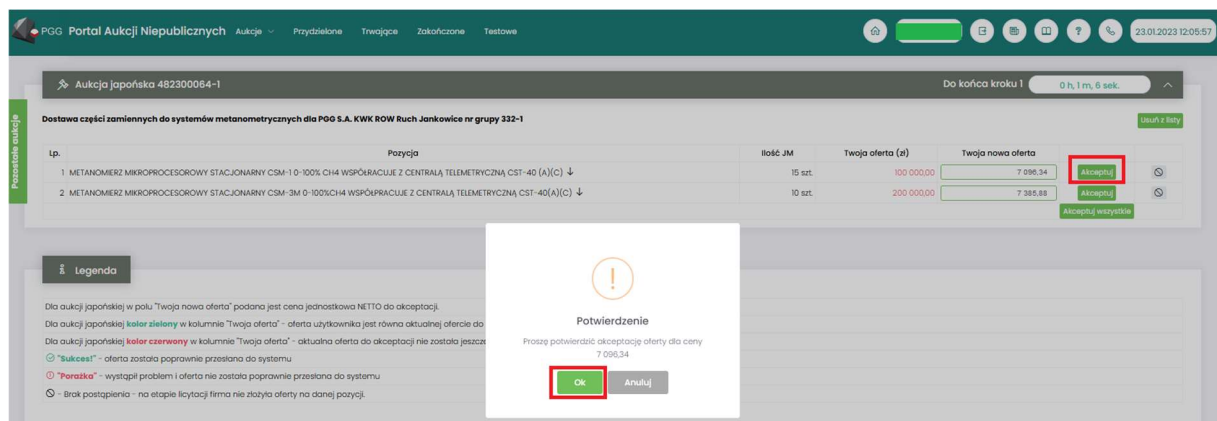 PGG Portal Aukcji Niepublicznych Aukcje Przydzielone Trwające Zakończone Testowe 23.01.2023 12:05:57
Aukcja japońska 482300064-1 Do końca kroku 1 0 h, 1 m, 6 sek.
Pozostałe aukcje
Dostawa części zamiennych do systemów metanometrycznych dla PGG S.A. KWK ROW Ruch Jankowice nr grupy 332-1 Usuń z listy
Lp. Pozycja Ilość JM Twoja oferta (zł) Twoja nowa oferta
1 METANOMIERZ MIKROPROCESOROWY STACJONARNY CSM-1 0-100% CH4 WSPÓŁRACUJE Z CENTRALĄ TELEMETRYCZNĄ CST-40 (A)(C) ↓ 15 szt. 100 000,00 7 096,34 Akceptuj
2 METANOMIERZ MIKROPROCESOROWY STACJONARNY CSM-3M 0-100%CH4 WSPÓŁPRACUJE Z CENTRALĄ TELEMETRYCZNĄ CST-40(A)(C) ↓ 10 szt. 200 000,00 7 385,88 Akceptuj
Akceptuj wszystkie
Legenda
Dla aukcji japońskiej w polu "Twoja nowa oferta" podana jest cena jednostkowa NETTO do akceptacji.
Dla aukcji japońskiej kolor zielony w kolumnie "Twoja oferta" - oferta użytkownika jest równa aktualnej ofercie do
Dla aukcji japońskiej kolor czerwony w kolumnie "Twoja oferta" - aktualna oferta do akceptacji nie została jeszcze
"Sukces!" - oferta została poprawnie przesłana do systemu
"Porażka" - wystąpił problem i oferta nie została poprawnie przesłana do systemu
- Brak postąpienia - na etapie licytacji firma nie złożyła oferty na danej pozycji.
Potwierdzenie
Proszę potwierdzić akceptację oferty dla ceny
7 096,34
Ok Anuluj